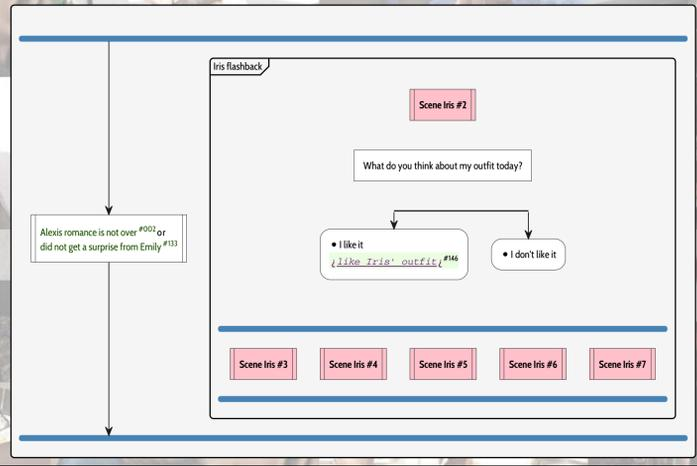 Iris flashback
Scene Iris #2
What do you think about my outfit today?
Alexis romance is not over #002 or
did not get a surprise from Emily #133
• I like it
¿like Iris' outfit¿ #146
• I don't like it
Scene Iris #3
Scene Iris #4
Scene Iris #5
Scene Iris #6
Scene Iris #7